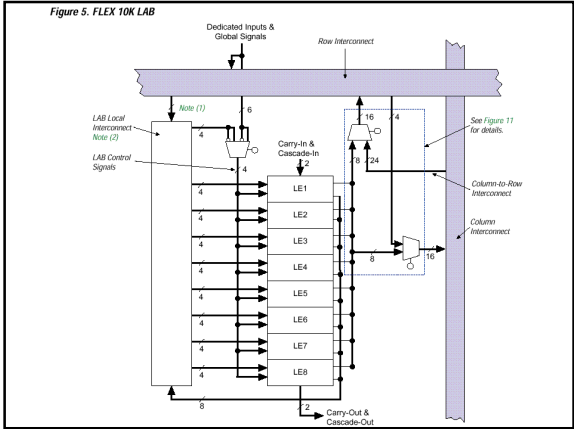 Figure 5. FLEX 10K LAB
Dedicated Inputs &
Global Signals
Row Interconnect
Note (1)
6
16
4
LAB Local
Interconnect
Note (2)
4
See Figure 11
for details.
Carry-In &
Cascade-In
2
LAB Control
Signals
4
8
24
4
LE1
Column-to-Row
Interconnect
4
LE2
Column
Interconnect
4
LE3
8
16
4
LE4
4
LE5
4
LE6
4
LE7
4
LE8
8
2
Carry-Out &
Cascade-Out